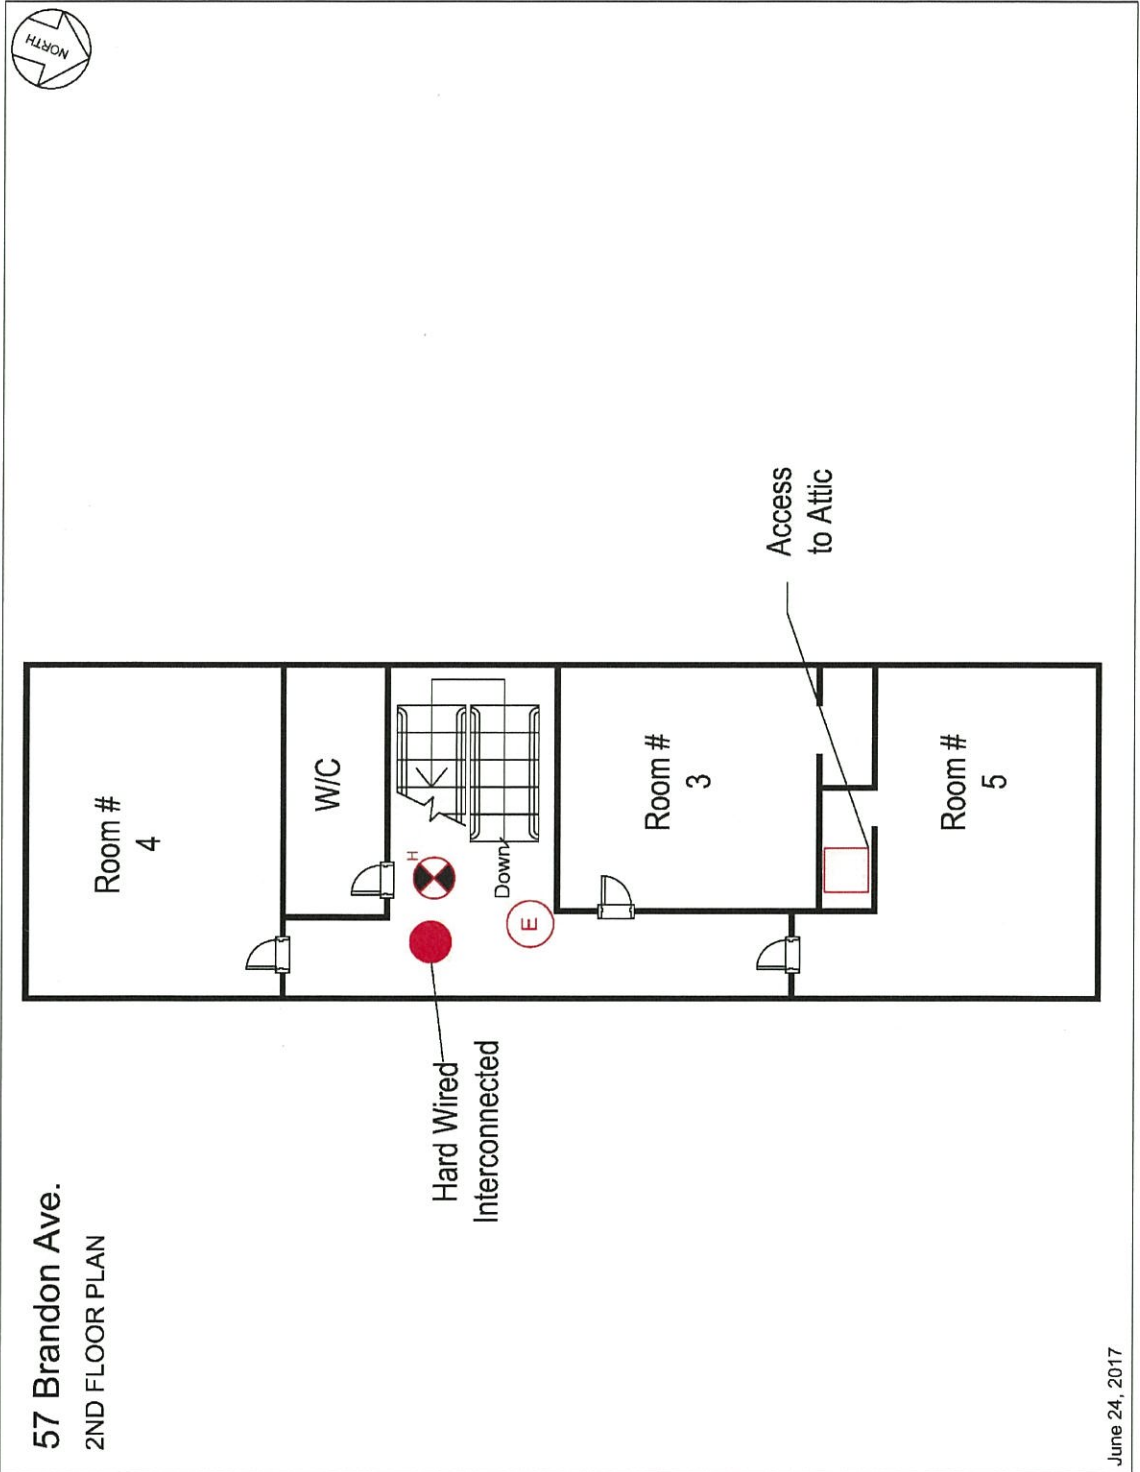 57 Brandon Ave.
2ND FLOOR PLAN
NORTH
Room #
4
W/C
H
Down
E
Hard Wired
Interconnected
Room #
3
Access
to Attic
Room #
5
June 24, 2017